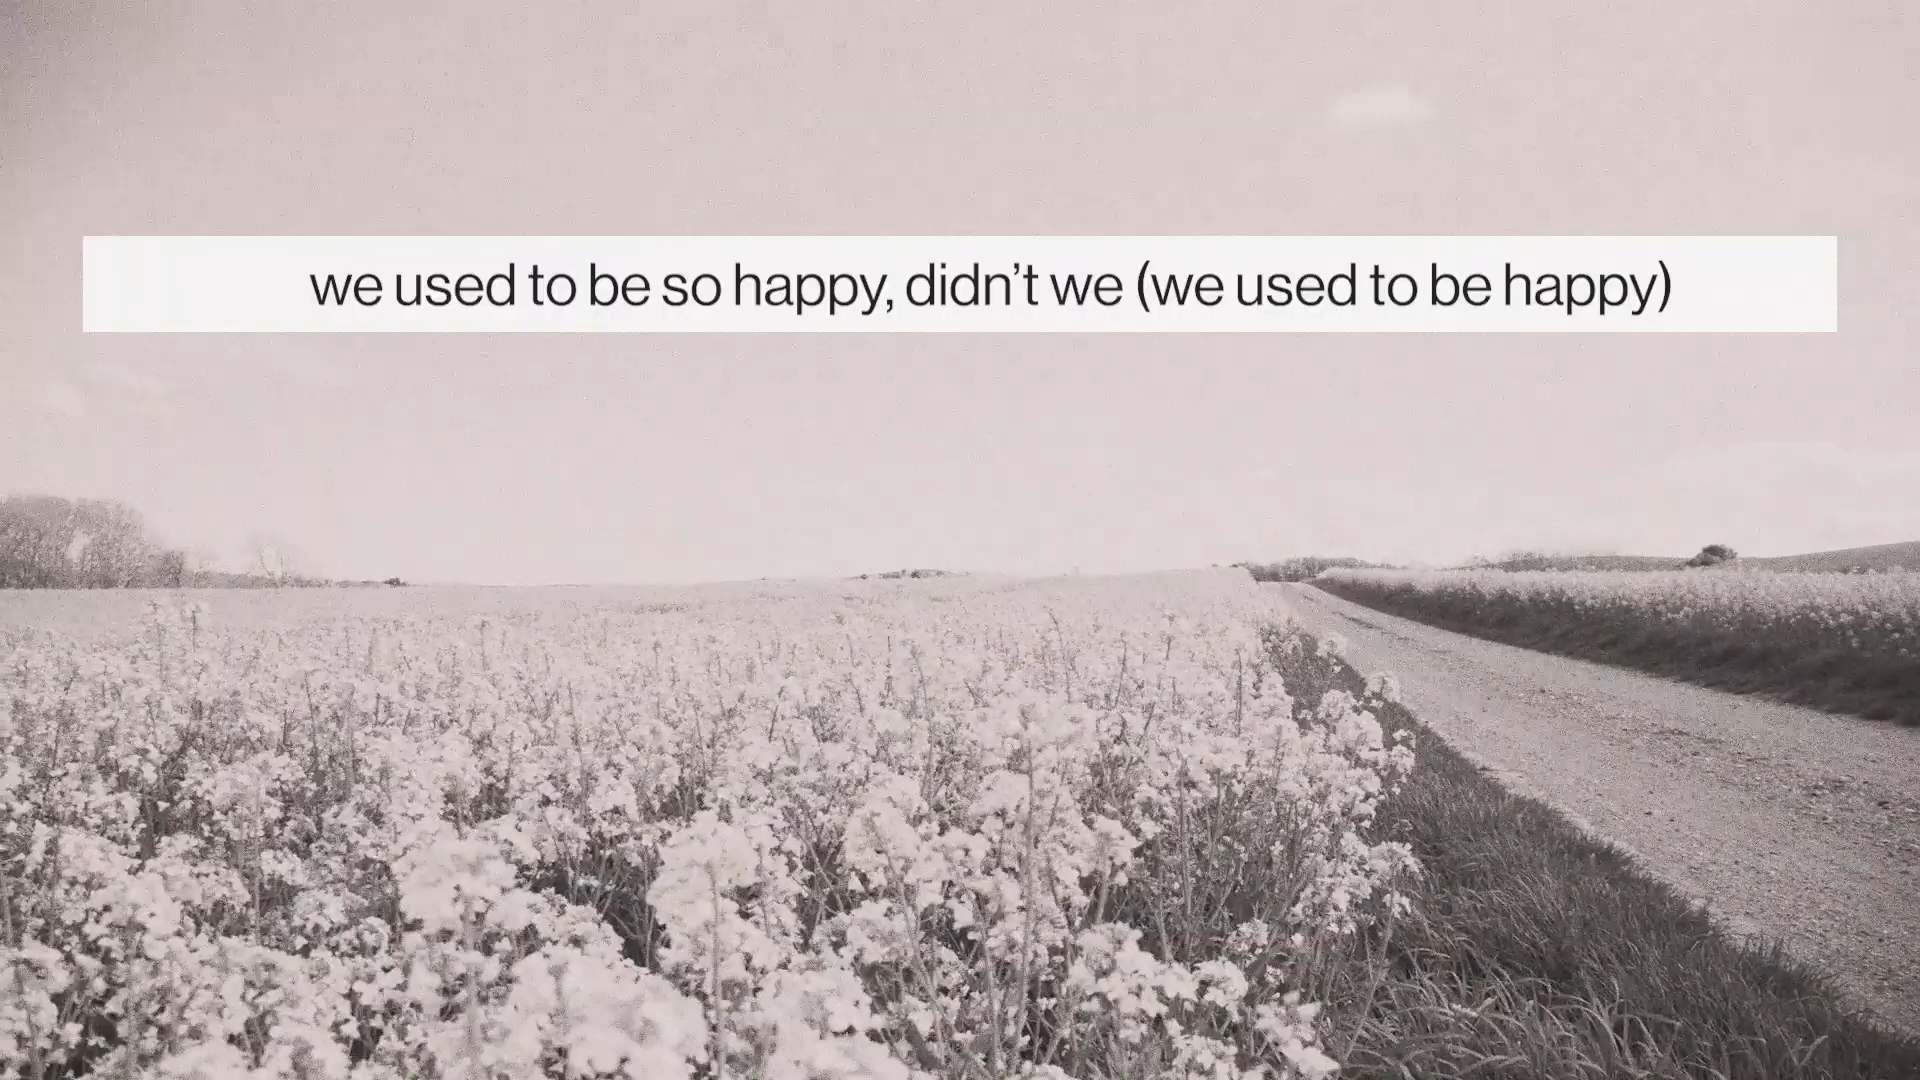 we used to be so happy, didn’t we (we used to be happy)